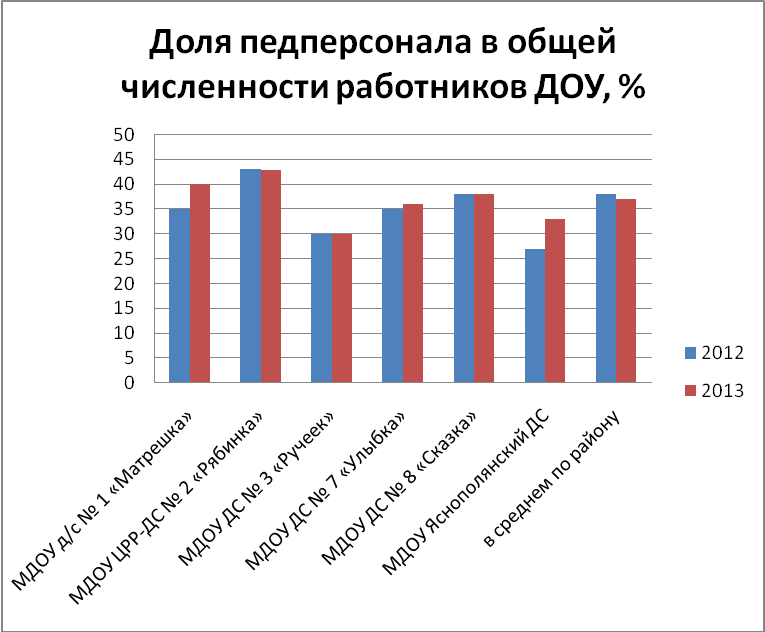 Доля педперсонала в общей
численности работников ДОУ, %
50
45
40
35
30
25
20
15
10
5
0
2012
2013
МДОУ д/с № 1 «Матрешка»
МДОУ ЦРР-ДС № 2 «Рябинка»
МДОУ ДС № 3 «Ручеек»
МДОУ ДС № 7 «Улыбка»
МДОУ ДС № 8 «Сказка»
МДОУ Яснополянский ДС
в среднем по району